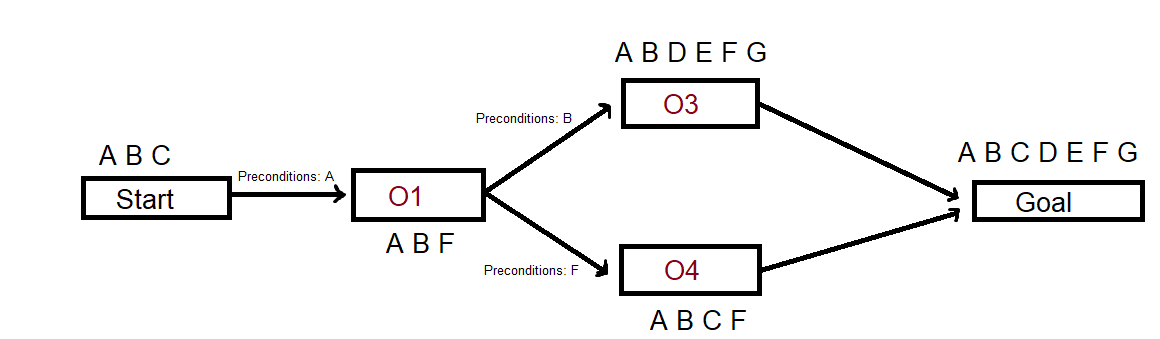 A B D E F G
O3
Preconditions: B
A B C
Start
Preconditions: A
O1
A B F
A B C D E F G
Goal
Preconditions: F
O4
A B C F